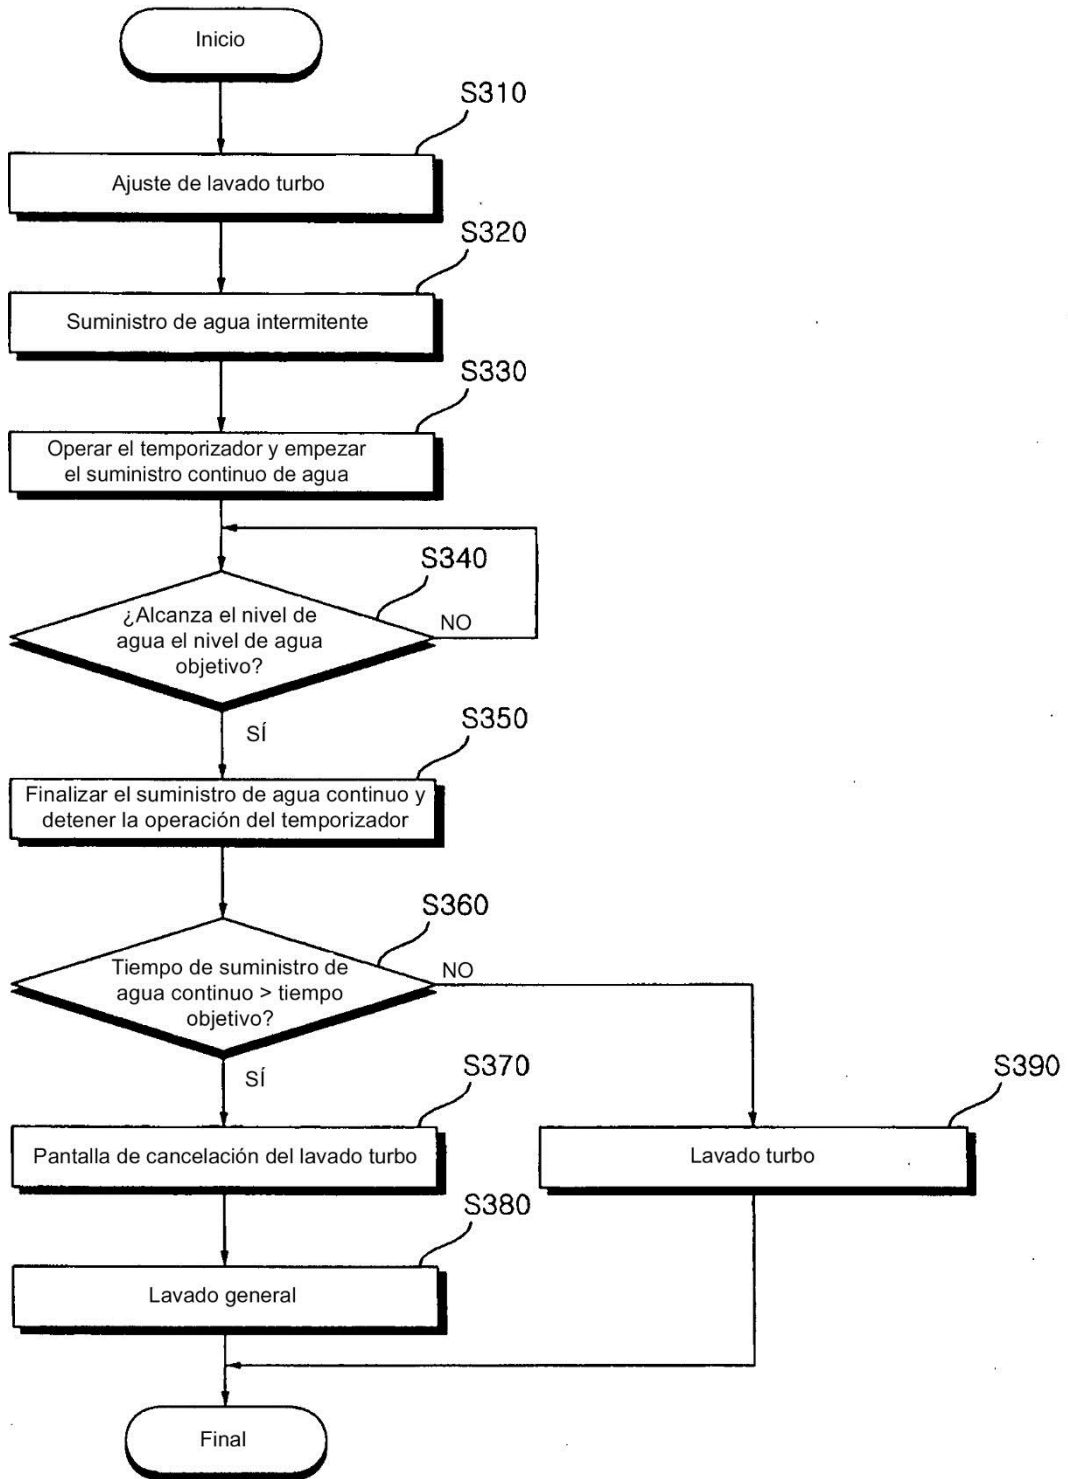 Inicio
S310
Ajuste de lavado turbo
S320
Suministro de agua intermitente
S330
Operar el temporizador y empezar
el suministro continuo de agua
S340
¿Alcanza el nivel de
agua el nivel de agua
objetivo?
NO
SÍ
S350
Finalizar el suministro de agua continuo y
detener la operación del temporizador
S360
Tiempo de suministro de
agua continuo > tiempo
objetivo?
NO
SÍ
S370
Pantalla de cancelación del lavado turbo
S390
Lavado turbo
S380
Lavado general
Final